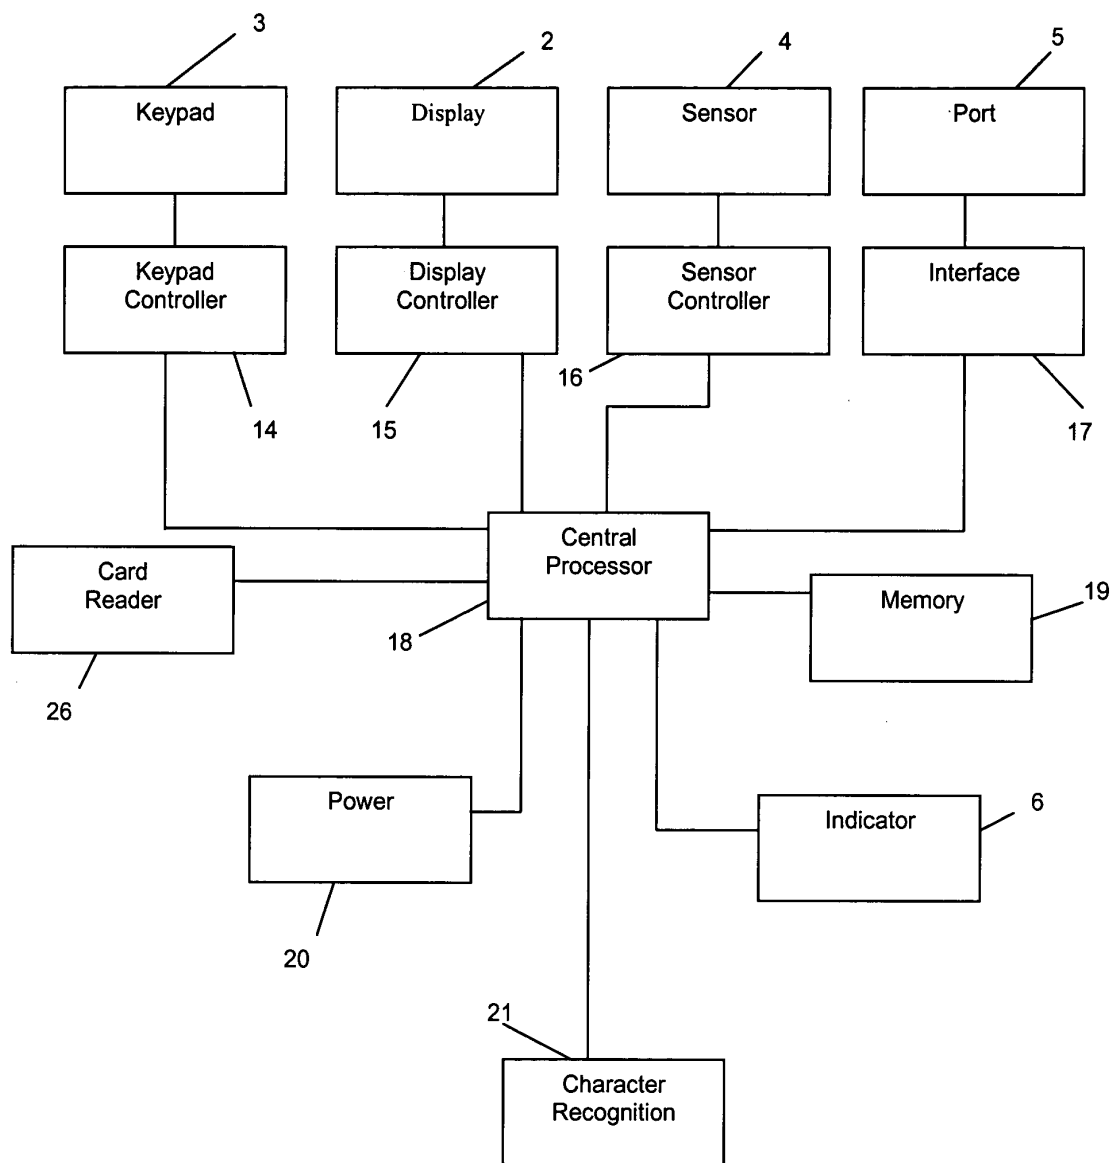 3
2
4
5
Keypad
Display
Sensor
Port
Keypad
Controller
Display
Controller
Sensor
Controller
Interface
14
15
16
17
Central
Processor
18
Card
Reader
26
Memory
19
Power
20
Indicator
6
21
Character
Recognition